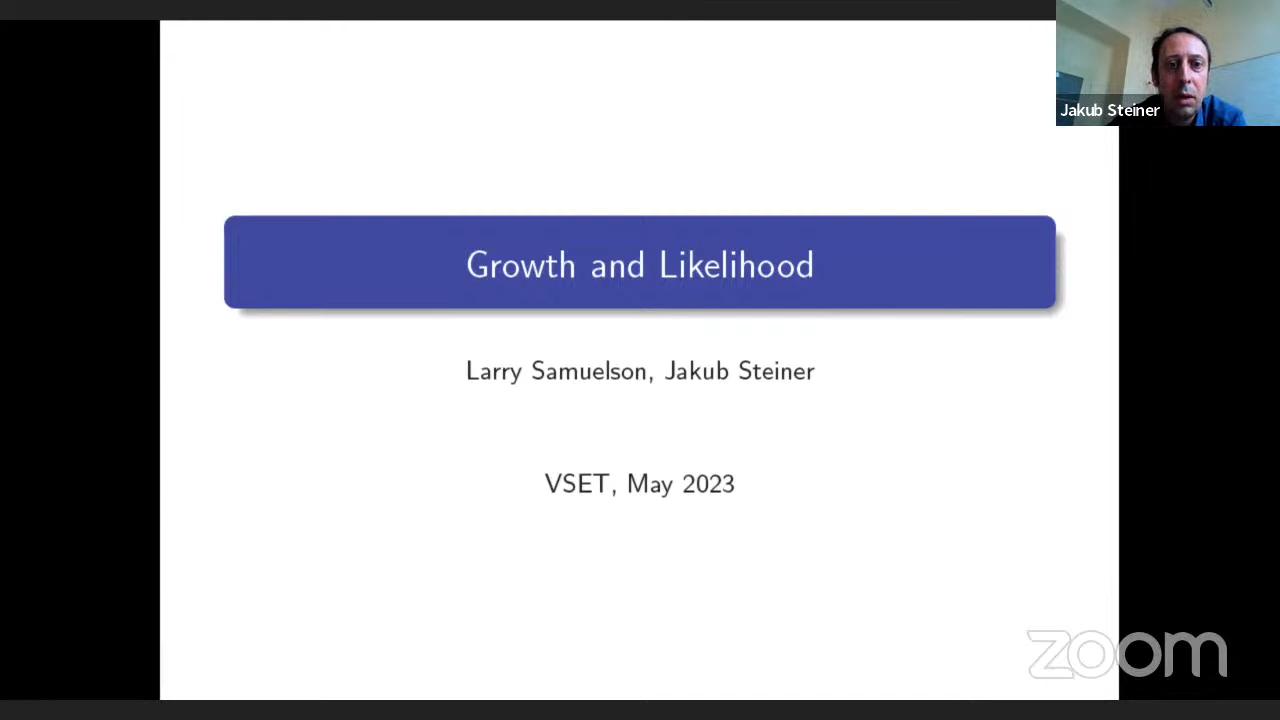 Jakub Steiner
Growth and Likelihood
Larry Samuelson, Jakub Steiner
VSET, May 2023
zoom